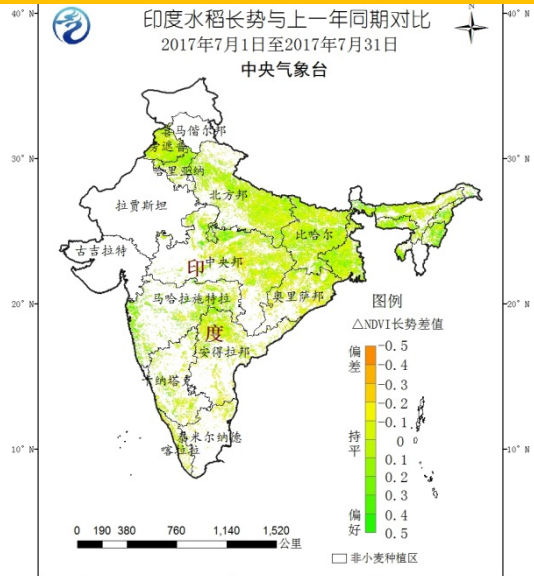 印度水稻长势与上一年同期对比
2017年7月1日至2017年7月31日
中央气象台
N
40° N
40° N
30° N
30° N
20° N
20° N
10° N
10° N
喜马偕尔邦
旁遮普
哈里亚纳
北方邦
拉贾斯坦
比哈尔
古吉拉特
印
中央邦
马哈拉施特拉
奥里萨邦
度
安得拉邦
卡纳塔克
泰米尔纳德
喀拉拉
图例
△NDVI长势差值
偏差
持平
偏好
-0.5
-0.4
-0.3
-0.2
-0.1
0
0.1
0.2
0.3
0.4
0.5
非小麦种植区
0 190 380 760 1,140 1,520
公里